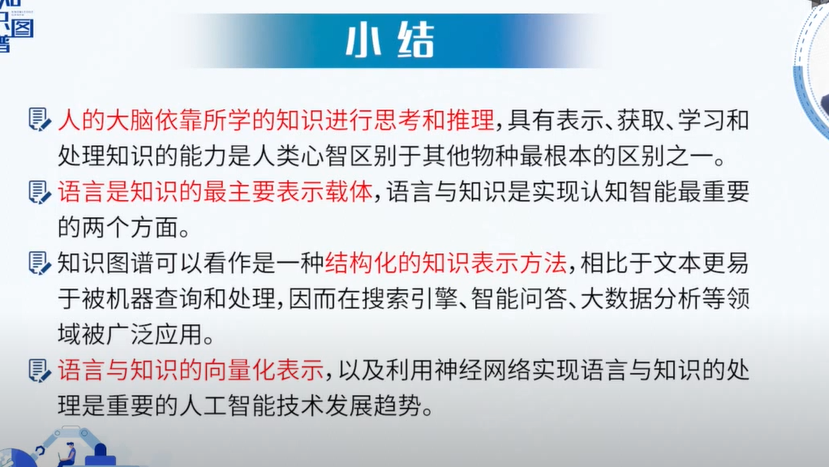 识图
谱
小结
人的大脑依靠所学的知识进行思考和推理，具有表示、获取、学习和
处理知识的能力是人类心智区别于其他物种最根本的区别之一。
语言是知识的最主要表示载体，语言与知识是实现认知智能最重要
的两个方面。
知识图谱可以看作是一种结构化的知识表示方法，相比于文本更易
于被机器查询和处理，因而在搜索引擎、智能问答、大数据分析等领
域被广泛应用。
语言与知识的向量化表示，以及利用神经网络实现语言与知识的处
理是重要的人工智能技术发展趋势。